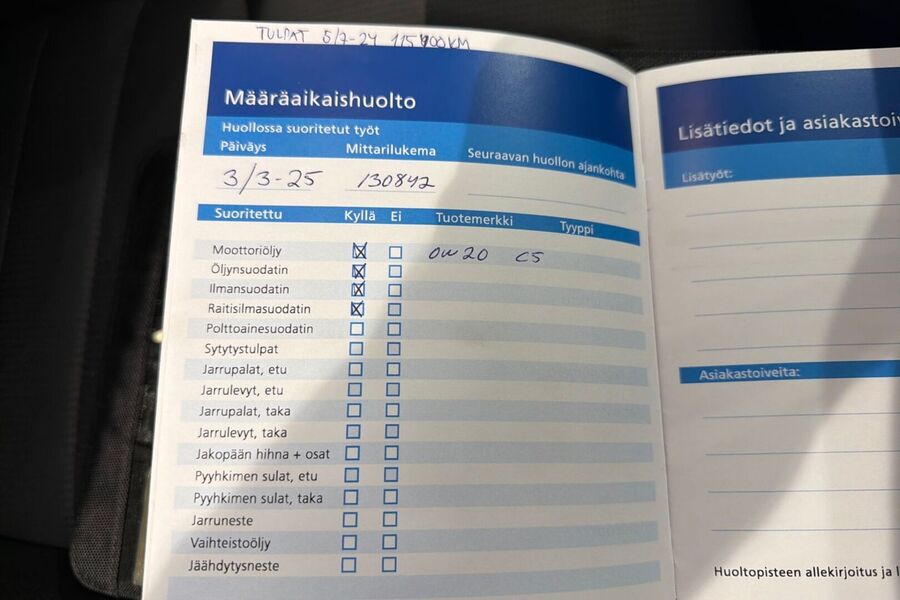 TULPAT 5/7-24 115400KM
Määräaikaishuolto
Huollossa suoritetut työt
Päiväys Mittarilukema Seuraavan huollon ajankohta
3/3-25 130842
Suoritettu Kyllä Ei Tuotemerkki Tyyppi
Moottoriöljy 0W20 C5
Öljynsuodatin
Ilmansuodatin
Raitisilmasuodatin
Polttoainesuodatin
Sytytystulpat
Jarrupalat, etu
Jarrulevyt, etu
Jarrupalat, taka
Jarrulevyt, taka
Jakopään hihna + osat
Pyyhkimen sulat, etu
Pyyhkimen sulat, taka
Jarruneste
Vaihteistoöljy
Jäähdytysneste
Lisätiedot ja asiakastoiv
Lisätyöt:
Asiakastoiveita:
Huoltopisteen allekirjoitus ja